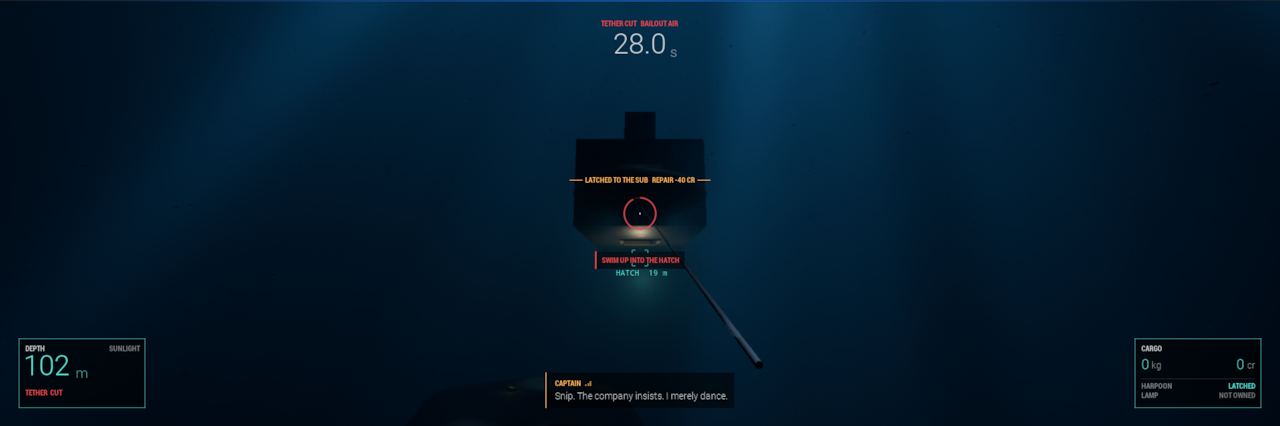 TETHER CUT BAILOUT AIR
28.0 s
LATCHED TO THE SUB REPAIR -40 CR
SWIM UP INTO THE HATCH
HATCH 19 m
DEPTH SUNLIGHT
102 m
TETHER CUT
CAPTAIN
Snip. The company insists. I merely dance.
CARGO
0 kg 0 cr
HARPOON LATCHED
LAMP NOT OWNED